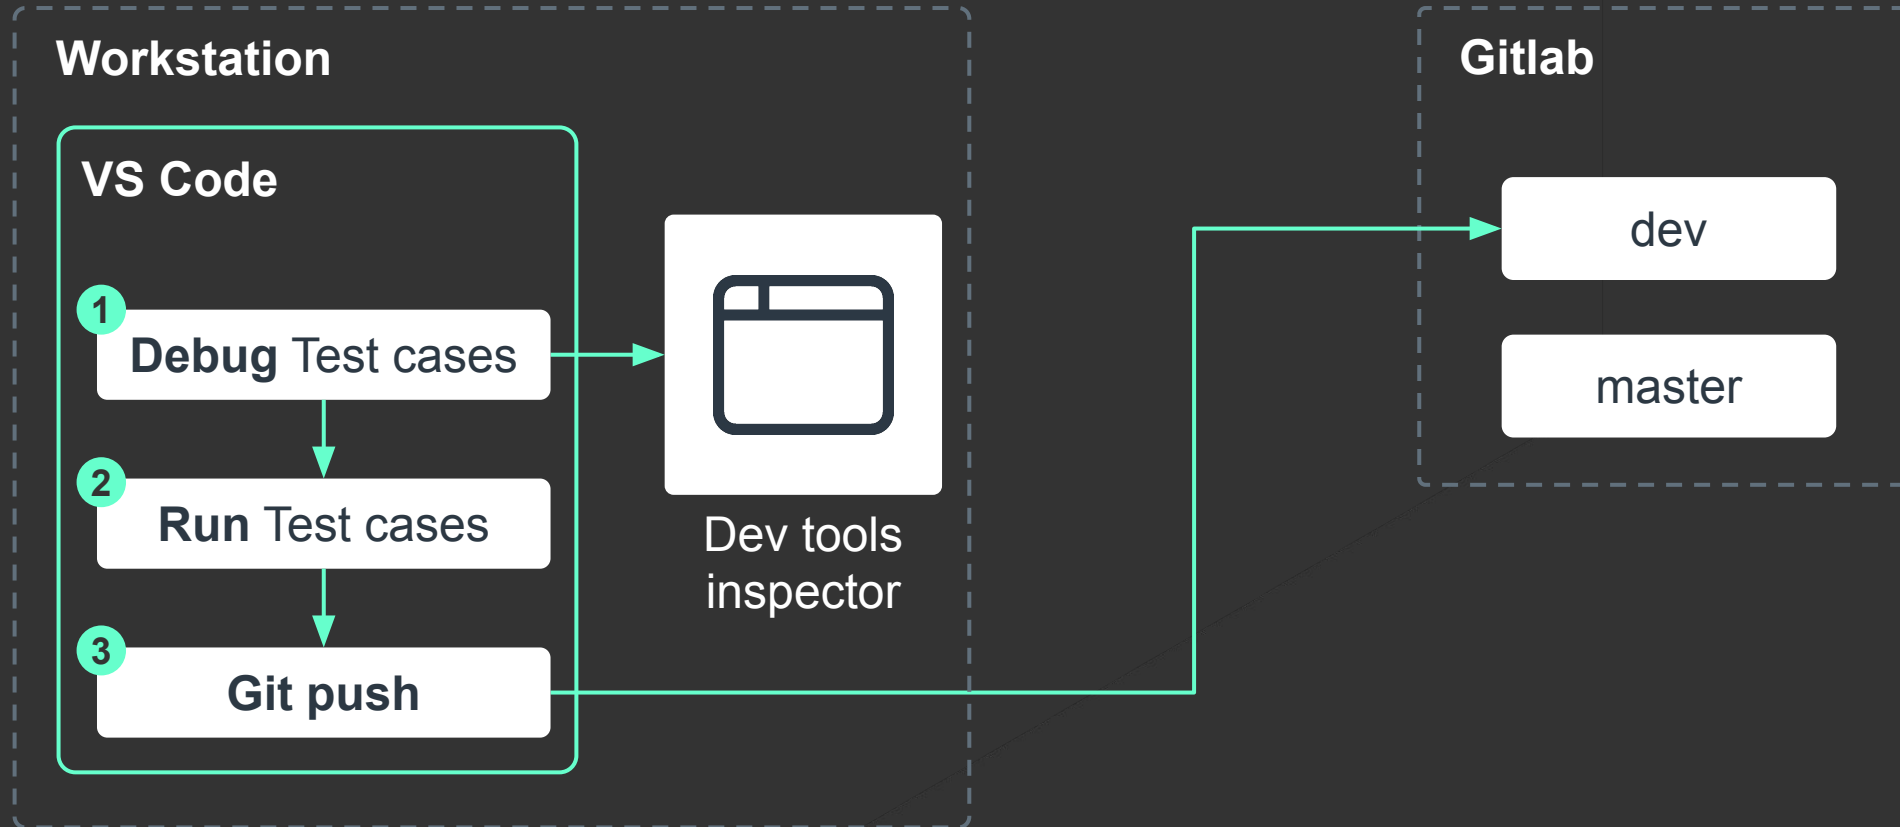 Workstation
VS Code
1
Debug Test cases
2
Run Test cases
3
Git push
Dev tools
inspector
Gitlab
dev
master